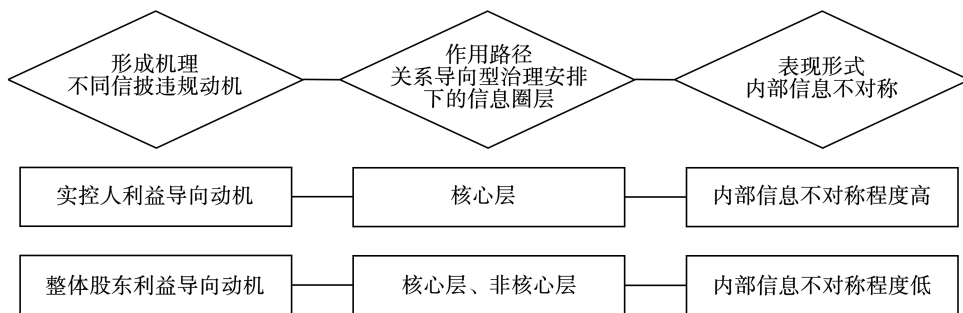 形成机理
不同信披违规动机
作用路径
关系导向型治理安排
下的信息圈层
表现形式
内部信息不对称
实控人利益导向动机
核心层
内部信息不对称程度高
整体股东利益导向动机
核心层、非核心层
内部信息不对称程度低